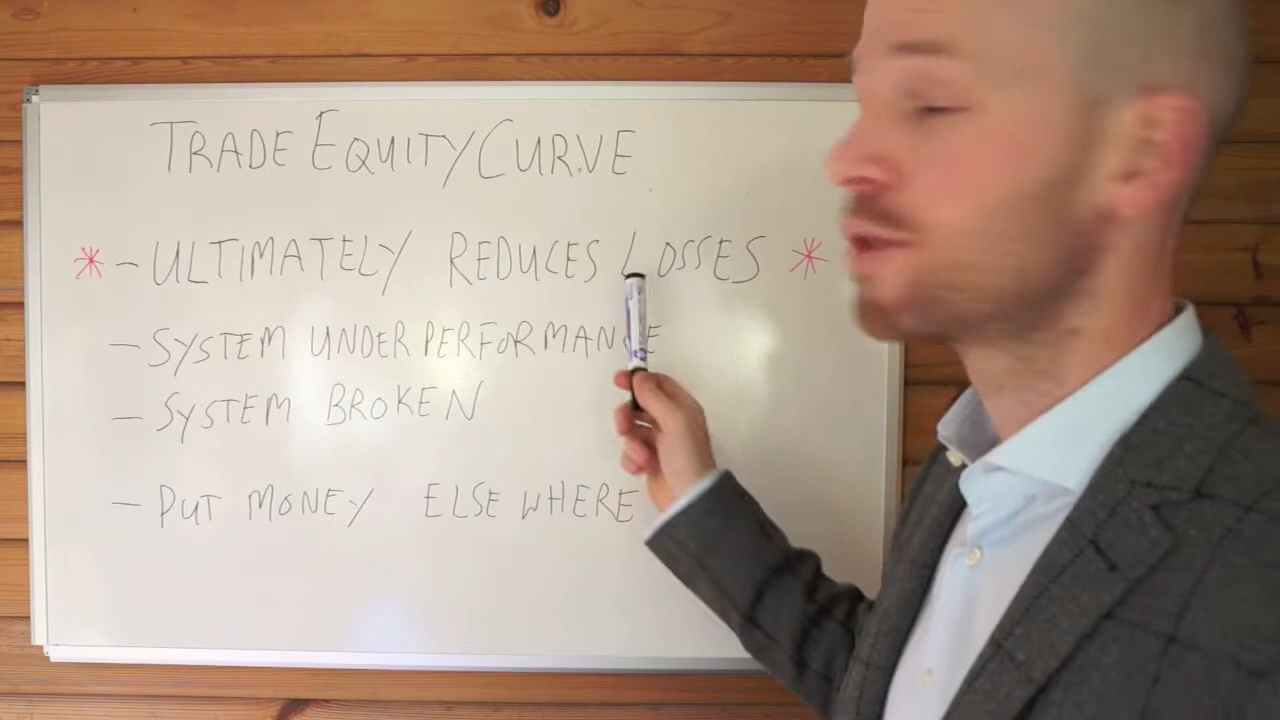 TRADE EQUITY CURVE
* - ULTIMATELY REDUCES LOSSES *
- SYSTEM UNDERPERFORMANCE
- SYSTEM BROKEN
- PUT MONEY ELSEWHERE